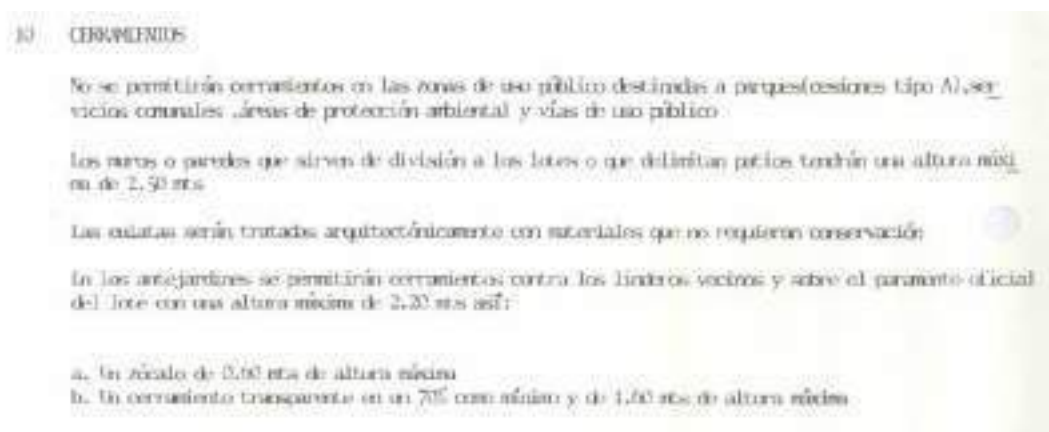 10 CERRAMIENTOS
No se permitirán cerramientos en las zonas de uso público destinadas a parques(cesiones tipo A),ser
vicios comunales ,áreas de protección ambiental y vías de uso público
Los muros o paredes que sirven de división a los lotes o que delimitan patios tendrán una altura máxi
ma de 2,50 mts
Las culatas serán tratadas arquitectónicamente con materiales que no requieran conservación
En los antejardines se permitirán cerramientos contra los linderos vecinos y sobre el paramento oficial
del lote con una altura máxima de 2,20 mts así:
a. Un zócalo de 0,60 mts de altura máxima
b. Un cerramiento transparente en un 70% como mínimo y de 1,60 mts de altura máxima